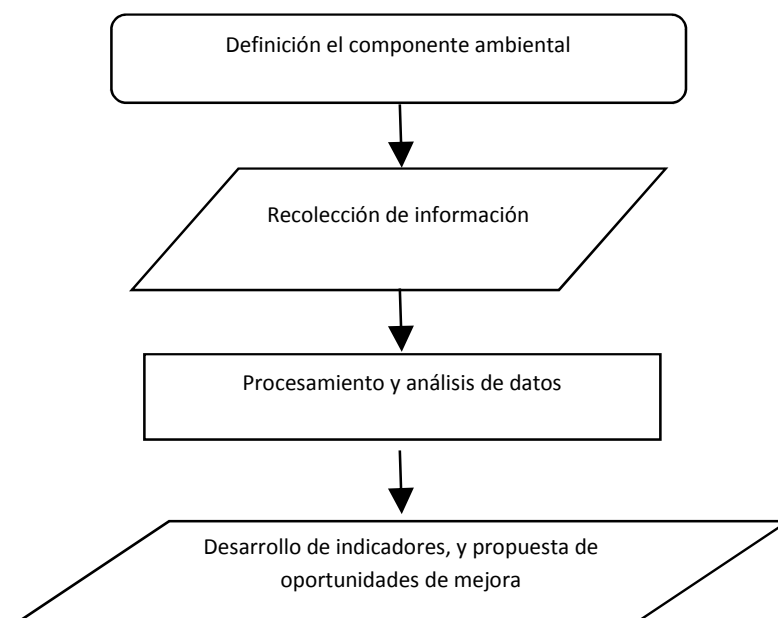 Definición el componente ambiental
Recolección de información
Procesamiento y análisis de datos
Desarrollo de indicadores, y propuesta de
oportunidades de mejora